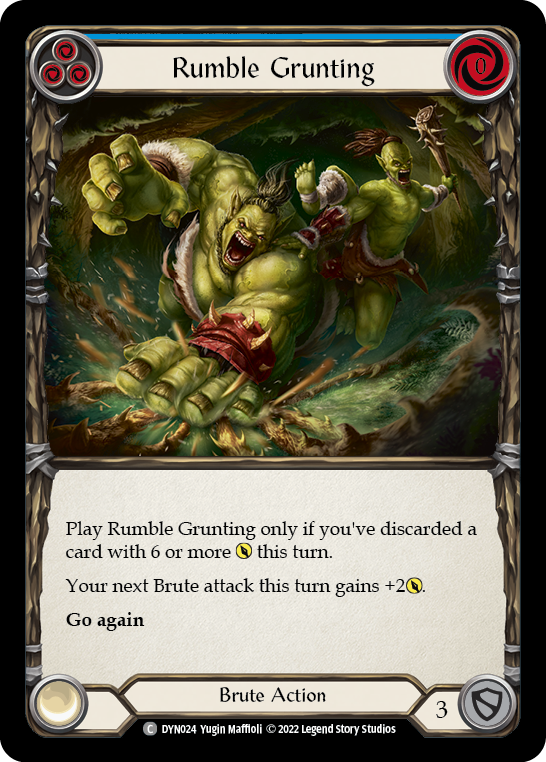 Rumble Grunting
0
Play Rumble Grunting only if you've discarded a
card with 6 or more this turn.
Your next Brute attack this turn gains +2.
Go again
Brute Action
3
C DYN024 Yugin Maffioli © 2022 Legend Story Studios